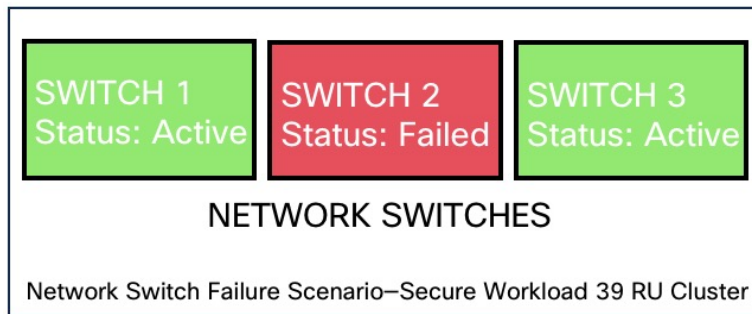 SWITCH 1
Status: Active
SWITCH 2
Status: Failed
SWITCH 3
Status: Active
NETWORK SWITCHES
Network Switch Failure Scenario—Secure Workload 39 RU Cluster